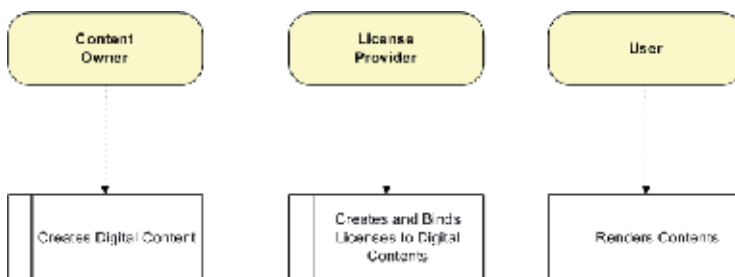 Content
Owner
License
Provider
User
Creates Digital Content
Creates and Binds
Licenses to Digital
Contents
Renders Contents